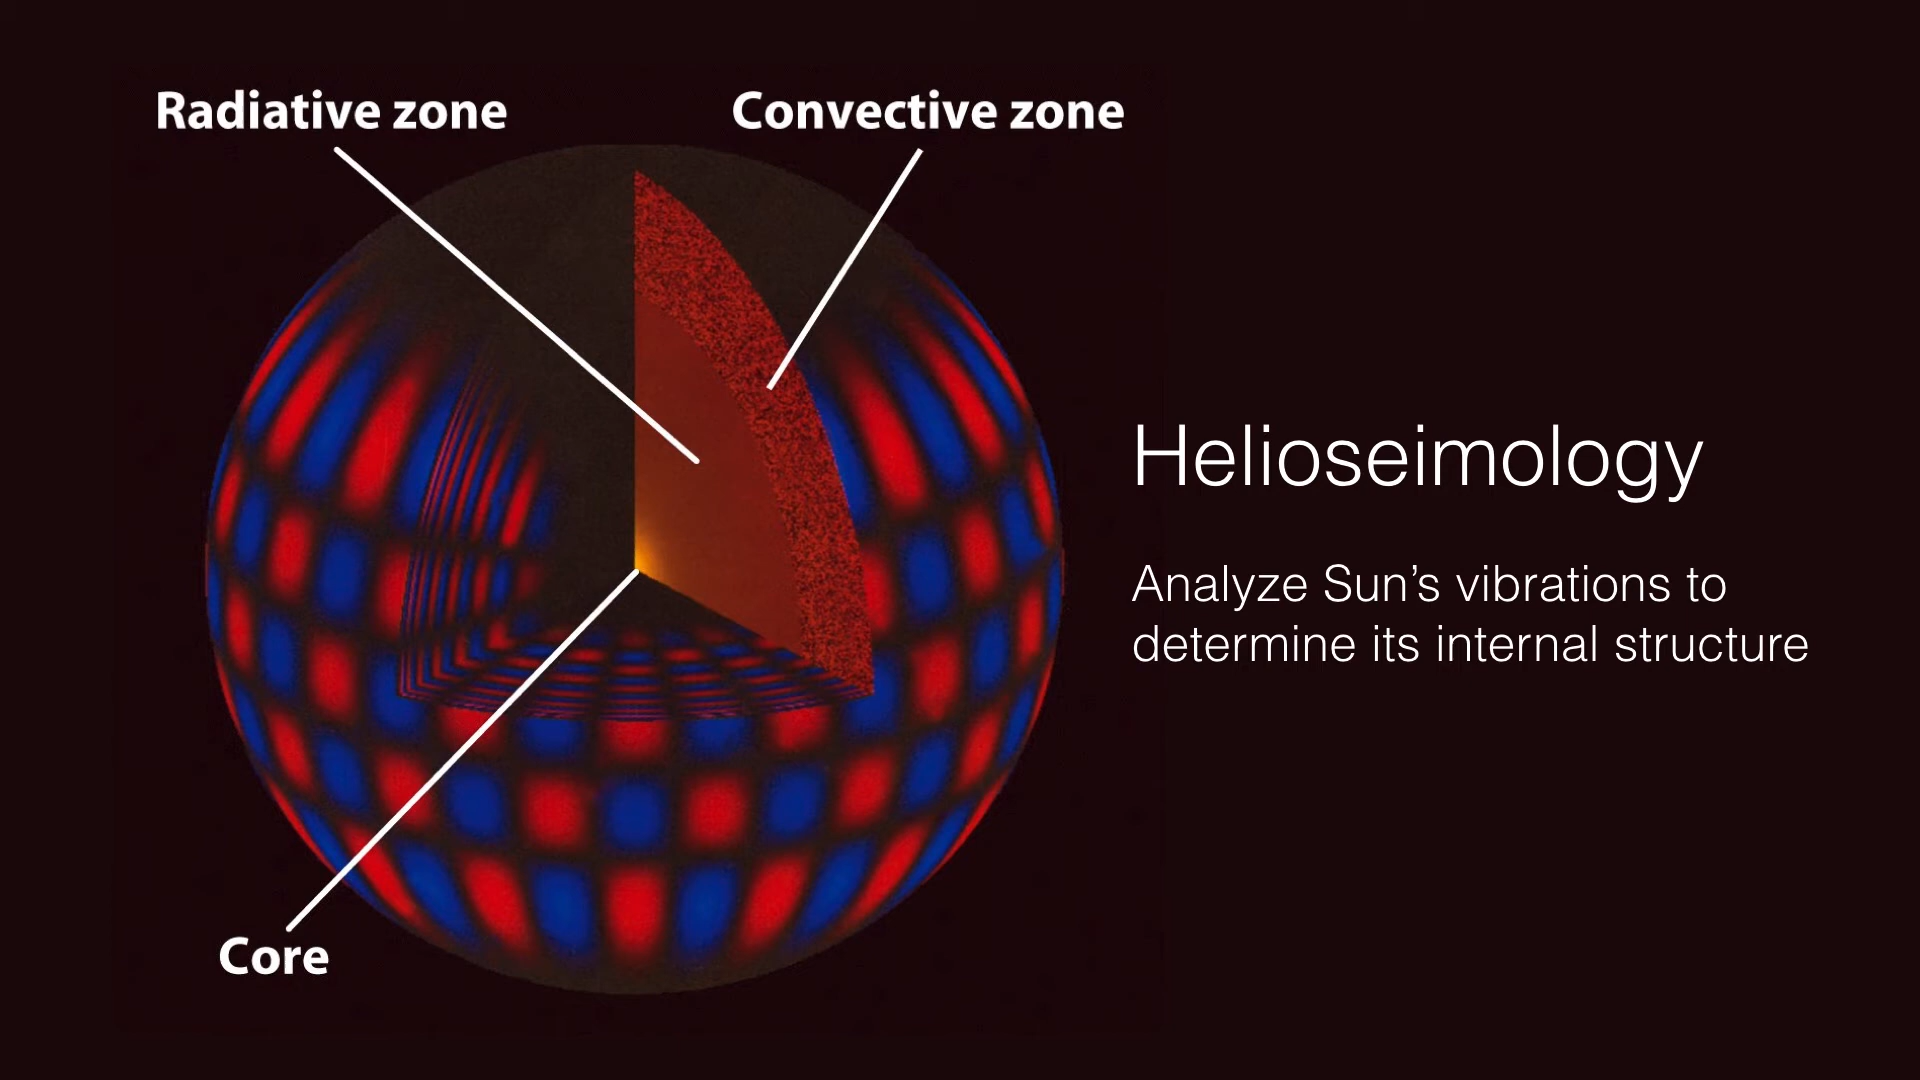 Radiative zone
Convective zone
Helioseimology
Analyze Sun’s vibrations to
determine its internal structure
Core